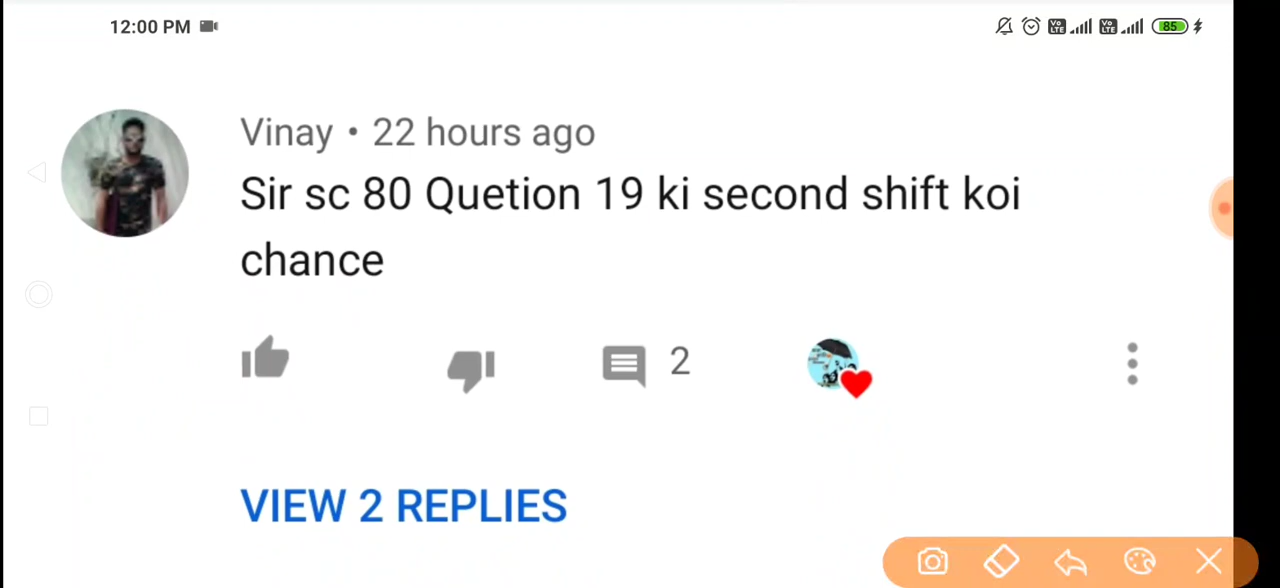 12:00 PM
85
Vinay • 22 hours ago
Sir sc 80 Quetion 19 ki second shift koi
chance
2
VIEW 2 REPLIES